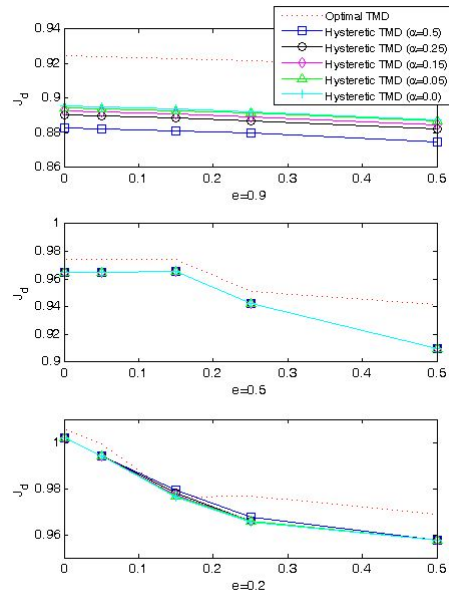 Optimal TMD
Hysteretic TMD (α=0.5)
Hysteretic TMD (α=0.25)
Hysteretic TMD (α=0.15)
Hysteretic TMD (α=0.05)
Hysteretic TMD (α=0.0)
0.94
0.92
0.9
0.88
0.86
J_d
0 0.1 0.2 0.3 0.4 0.5
e=0.9
1
0.98
0.96
0.94
0.92
0.9
J_d
0 0.1 0.2 0.3 0.4 0.5
e=0.5
1
0.98
0.96
J_d
0 0.1 0.2 0.3 0.4 0.5
e=0.2